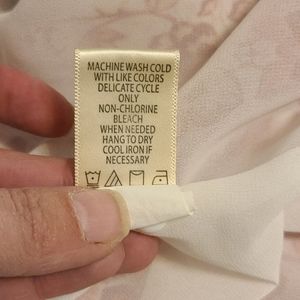 MACHINE WASH COLD
WITH LIKE COLORS
DELICATE CYCLE
ONLY
NON-CHLORINE
BLEACH
WHEN NEEDED
HANG TO DRY
COOL IRON IF
NECESSARY